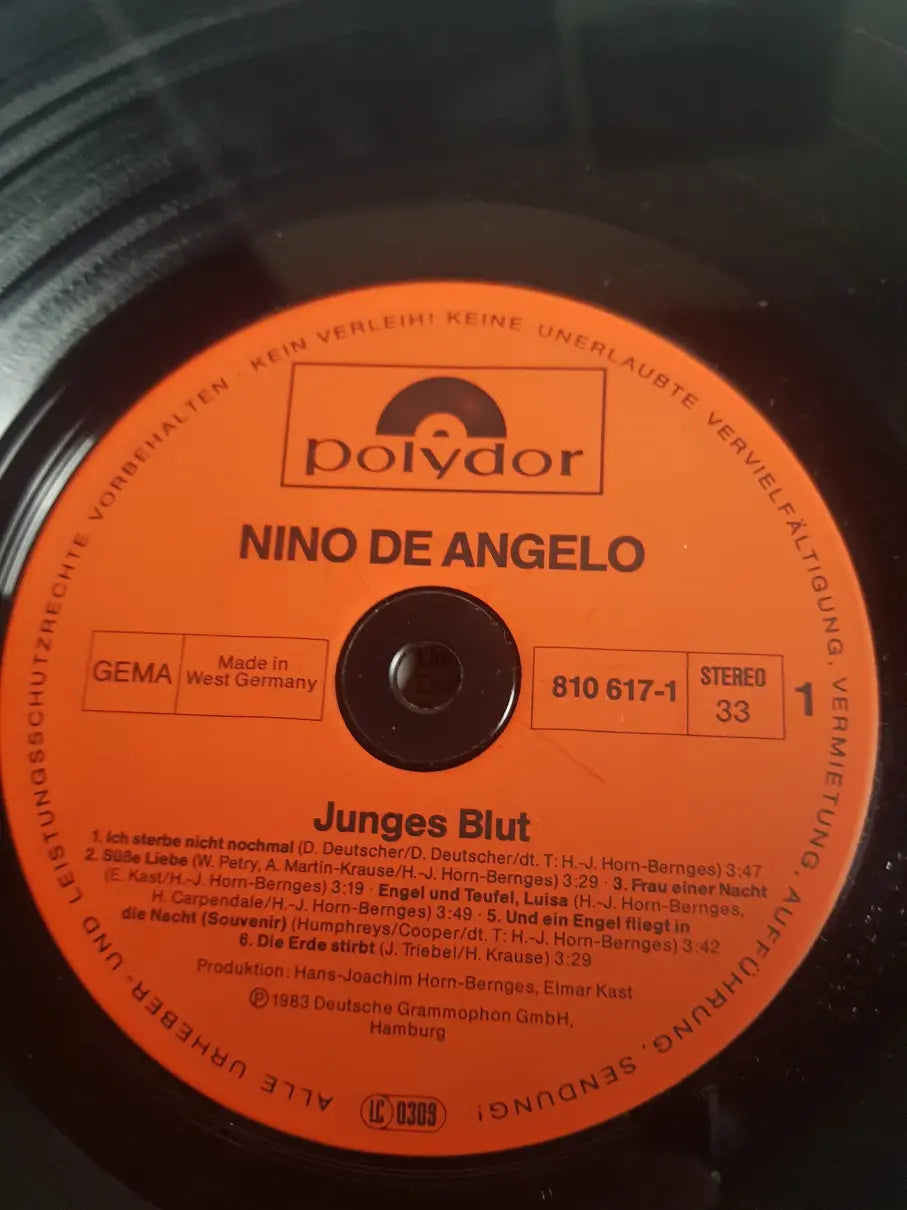 ALLE URHEBER- UND LEISTUNGSSCHUTZRECHTE VORBEHALTEN · KEIN VERLEIH! KEINE UNERLAUBTE VERVIELFÄLTIGUNG, VERMIETUNG, AUFFÜHRUNG, SENDUNG!
polydor
NINO DE ANGELO
GEMA
Made in
West Germany
810 617-1
STEREO
33
1
Junges Blut
1. Ich sterbe nicht nochmal (D. Deutscher/D. Deutscher/dt. T: H.-J. Horn-Bernges) 3:47
2. Süße Liebe (W. Petry, A. Martin-Krause/H.-J. Horn-Bernges) 3:29 · 3. Frau einer Nacht
(E. Kast/H.-J. Horn-Bernges) 3:19 · Engel und Teufel, Luisa (H.-J. Horn-Bernges,
H. Carpendale/H.-J. Horn-Bernges) 3:49 · 5. Und ein Engel fliegt in
die Nacht (Souvenir) (Humphreys/Cooper/dt. T: H.-J. Horn-Bernges) 3:42
6. Die Erde stirbt (J. Triebel/H. Krause) 3:29
Produktion: Hans-Joachim Horn-Bernges, Elmar Kast
Ⓟ 1983 Deutsche Grammophon GmbH,
Hamburg
LC 0309